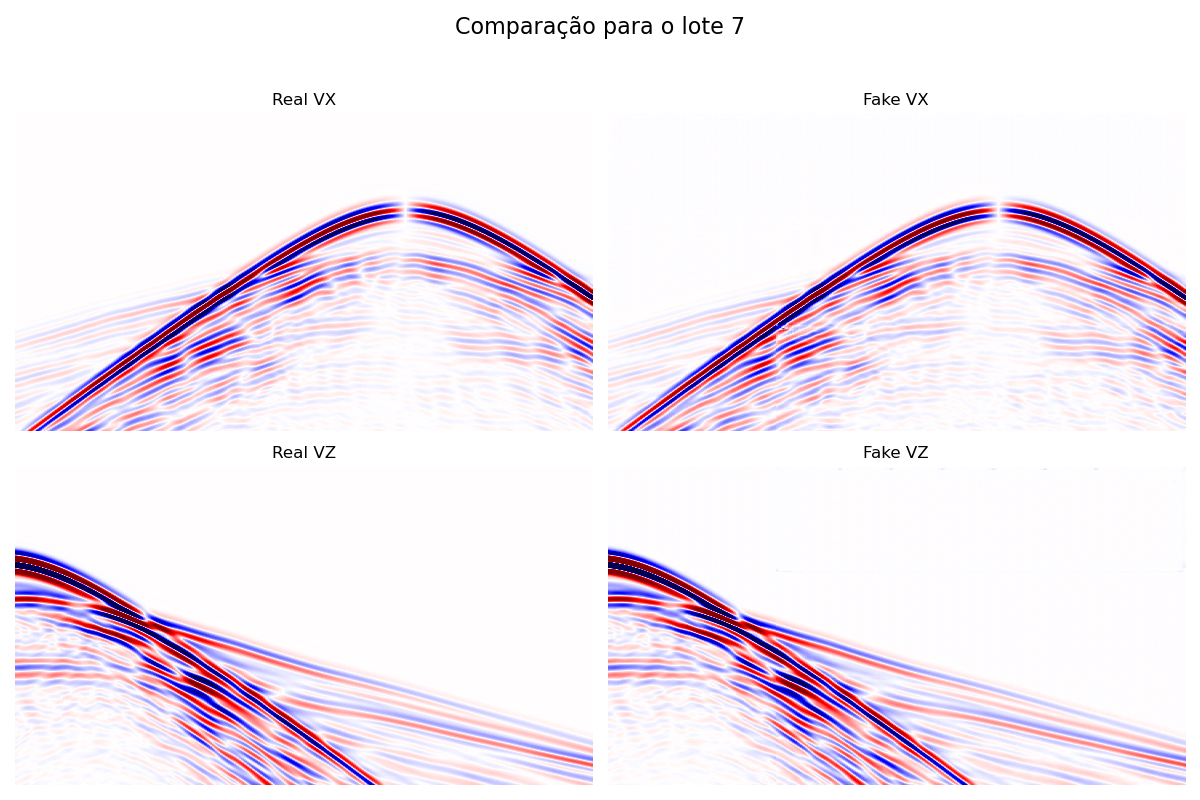 Comparação para o lote 7
Real VX
Fake VX
Real VZ
Fake VZ